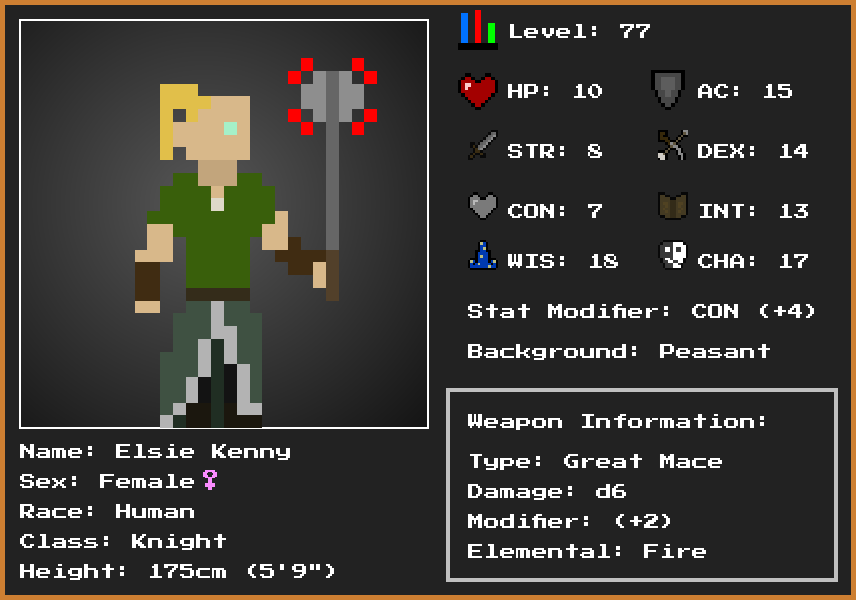 Level: 77
HP: 10 AC: 15
STR: 8 DEX: 14
CON: 7 INT: 13
WIS: 18 CHA: 17
Stat Modifier: CON (+4)
Background: Peasant
Weapon Information:
Type: Great Mace
Damage: d6
Modifier: (+2)
Elemental: Fire
Name: Elsie Kenny
Sex: Female♀
Race: Human
Class: Knight
Height: 175cm (5'9")